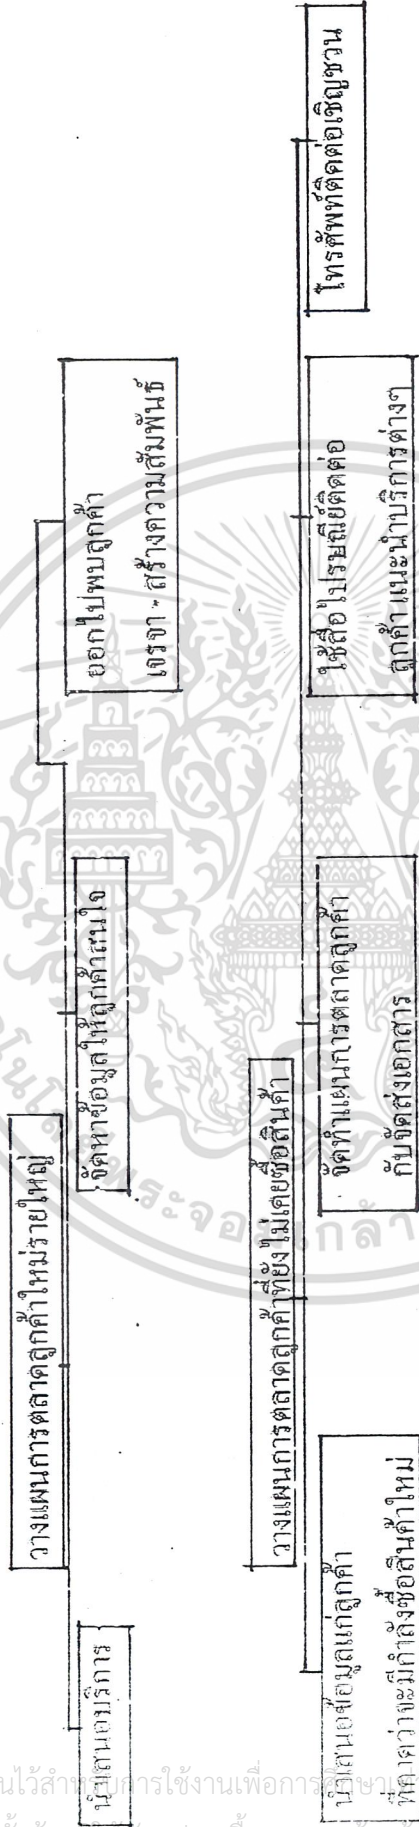 วางแผนการตลาดลูกค้าใหม่รายใหญ่
นำเสนอบริการ
จัดหาข้อมูลให้ลูกค้าสนใจ
ออกไปพบลูกค้า
เจรจา - สร้างความสัมพันธ์
วางแผนการตลาดลูกค้าที่ยังไม่เคยซื้อสินค้า
นำเสนอข้อมูลแก่ลูกค้า
ที่คาดว่าจะมีกำลังซื้อสินค้าใหม่
จัดทำแผนการตลาดลูกค้า
กับจัดส่งเอกสาร
ใช้สื่อไปรษณีย์ติดต่อ
ลูกค้า แนะนำบริการต่างๆ
โทรศัพท์ติดต่อเชิญชวน
พระจอมเกล้า